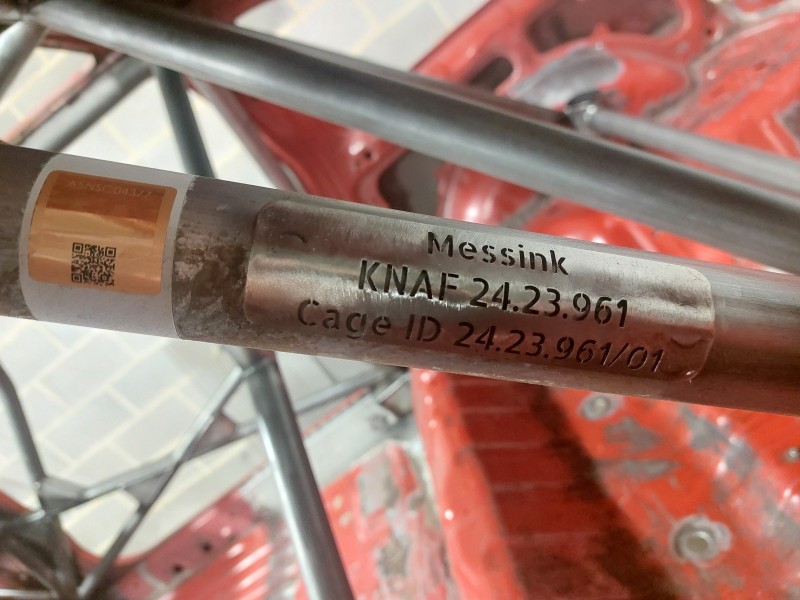 Messink
KNAF 24.23.961
Cage ID 24.23.961/01